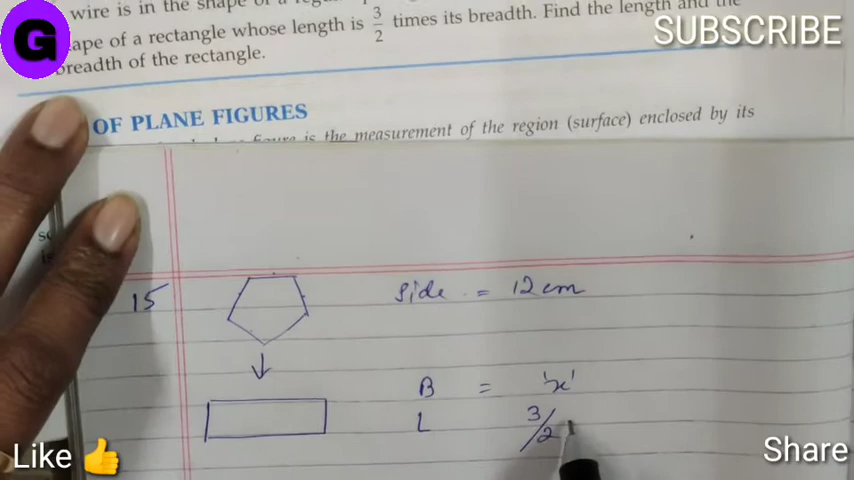 wire is in the shape of a
G
SUBSCRIBE
ape of a rectangle whose length is 3/2 times its breadth. Find the length and the
breadth of the rectangle.
OF PLANE FIGURES
figure is the measurement of the region (surface) enclosed by its
15
Side = 12 cm
B = 'x'
L 3/2
Like 👍
Share